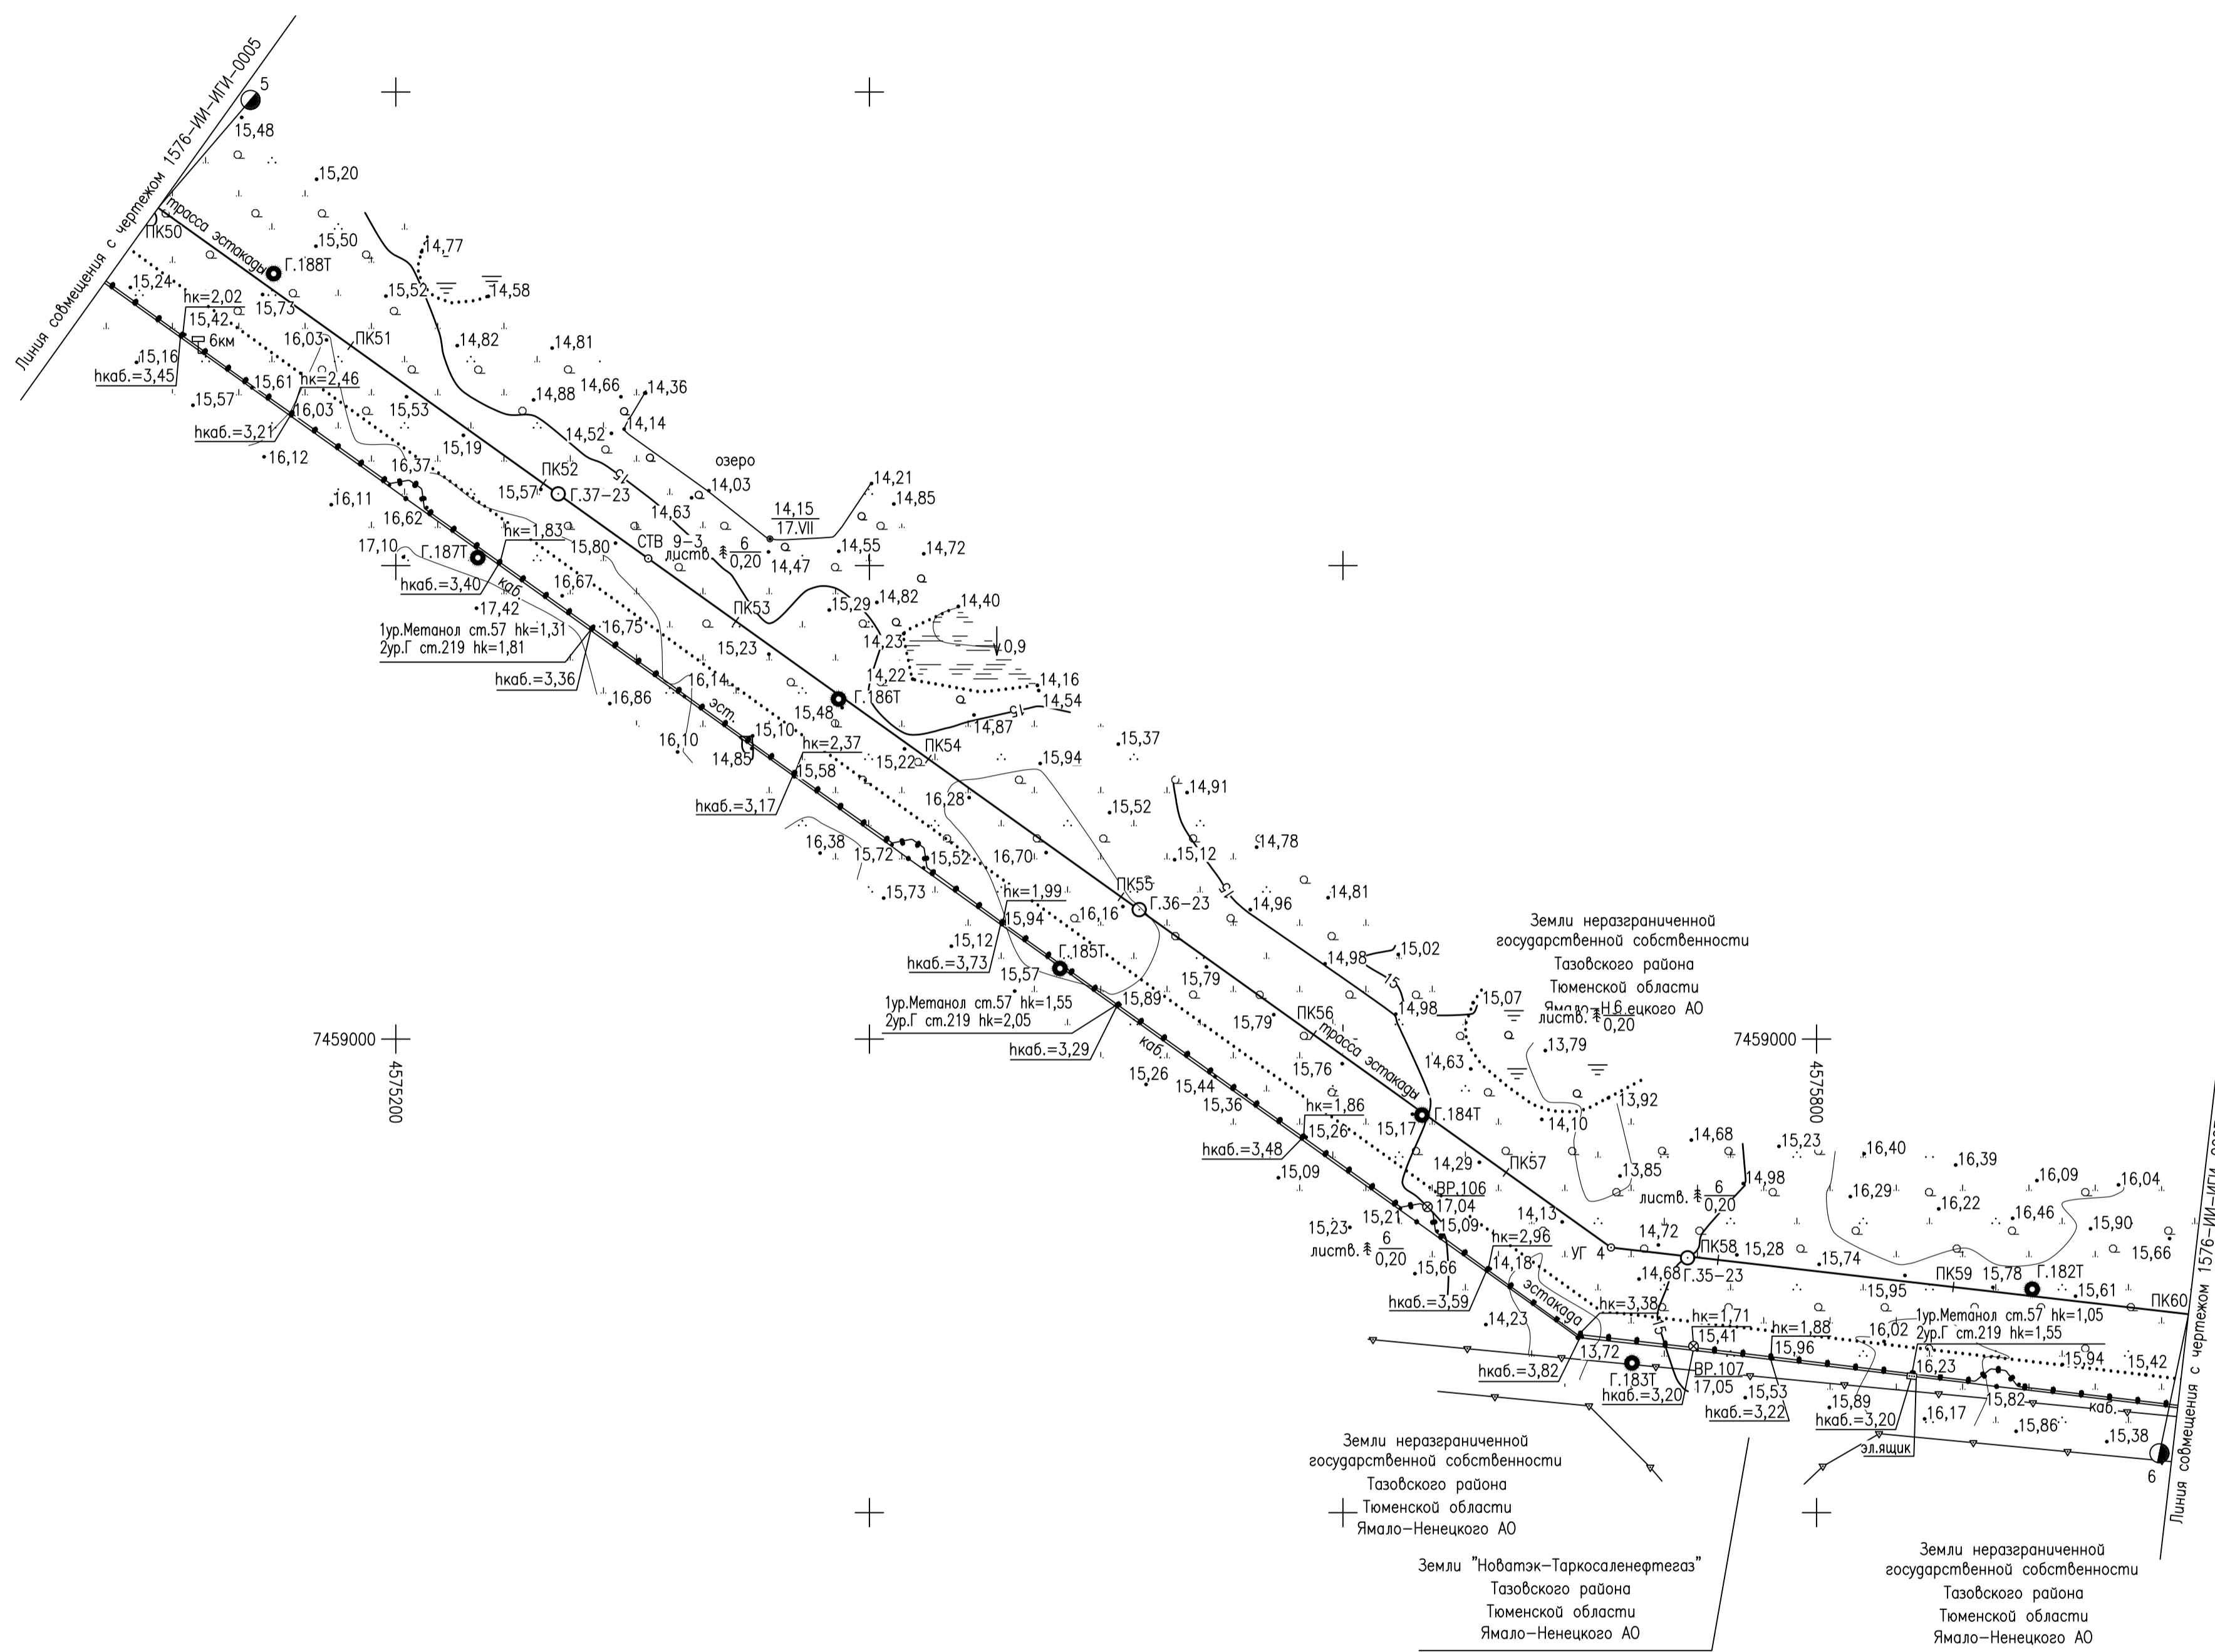 Линия совмещения с чертежом 1576-ИИ-ИГИ-0005
5
15,48
15,20
трасса эстакады
ПК50
15,50
Г.188Т
14,77
15,24
hк=2,02
15,42
15,73
15,52
14,58
6км
16,03
ПК51
14,82
14,81
15,16
hкаб.=3,45
15,61
hк=2,46
15,57
16,03
15,53
14,88
14,66
14,36
hкаб.=3,21
14,52
14,14
16,12
15,19
16,37
ПК52
озеро
16,11
15,57
Г.37-23
14,03
14,21
14,85
16,62
14,63
14,15
17.VII
15
hк=1,83
15,80
СТВ 9-3
листв.
6
0,20
14,47
14,55
14,72
17,10
Г.187Т
hкаб.=3,40
каб.
16,67
17,42
ПК53
15,29
14,82
14,40
1ур.Метанол ст.57 hк=1,31
2ур.Г ст.219 hк=1,81
16,75
15,23
14,23
0,9
hкаб.=3,36
16,14
14,22
14,16
16,86
эст.
15,48
Г.186Т
14,54
15
14,87
16,10
15,10
14,85
hк=2,37
15,58
15,22
ПК54
15,94
15,37
hкаб.=3,17
16,28
15,52
14,91
16,38
15,72
15,52
16,70
15,12
14,78
15,73
hк=1,99
15,94
ПК55
16,16
Г.36-23
15
14,96
14,81
15,12
hкаб.=3,73
15,57
Г.185Т
15,79
14,98
15,02
15
Земли неразграниченной
государственной собственности
Тазовского района
Тюменской области
Ямало-Н ецкого АО
листв.
6
0,20
1ур.Метанол ст.57 hк=1,55
2ур.Г ст.219 hк=2,05
15,89
15,79
ПК56
14,98
15,07
hкаб.=3,29
каб.
трасса эстакады
13,79
7459000
4575200
7459000
4575800
15,26
15,44
15,76
14,63
15,36
hк=1,86
13,92
15,26
15,17
Г.184Т
14,10
hкаб.=3,48
15,09
14,29
ПК57
13,85
14,68
15,23
16,40
16,39
16,09
16,04
ВР.106
17,04
листв.
6
0,20
14,98
16,29
16,22
16,46
15,90
15,23
15,21
15,09
14,13
листв.
6
0,20
УГ 4
14,72
ПК58
15,28
15,74
15,66
hк=2,96
14,18
15,66
14,68
Г.35-23
ПК59
15,78
Г.182Т
15,95
15,61
ПК60
hкаб.=3,59
эстакада
hк=3,38
15
hк=1,71
15,41
hк=1,88
15,96
16,02
1ур.Метанол ст.57 hк=1,05
2ур.Г ст.219 hк=1,55
14,23
13,72
15,94
15,42
16,23
hкаб.=3,82
Г.183Т
hкаб.=3,20
ВР.107
17,05
15,53
hкаб.=3,22
15,89
hкаб.=3,20
16,17
15,82
15,86
каб.
15,38
эл.ящик
6
Линия совмещения с чертежом 1576-ИИ-ИГИ
Земли неразграниченной
государственной собственности
Тазовского района
Тюменской области
Ямало-Ненецкого АО
Земли "Новатэк-Таркосаленефтегаз"
Тазовского района
Тюменской области
Ямало-Ненецкого АО
Земли неразграниченной
государственной собственности
Тазовского района
Тюменской области
Ямало-Ненецкого АО